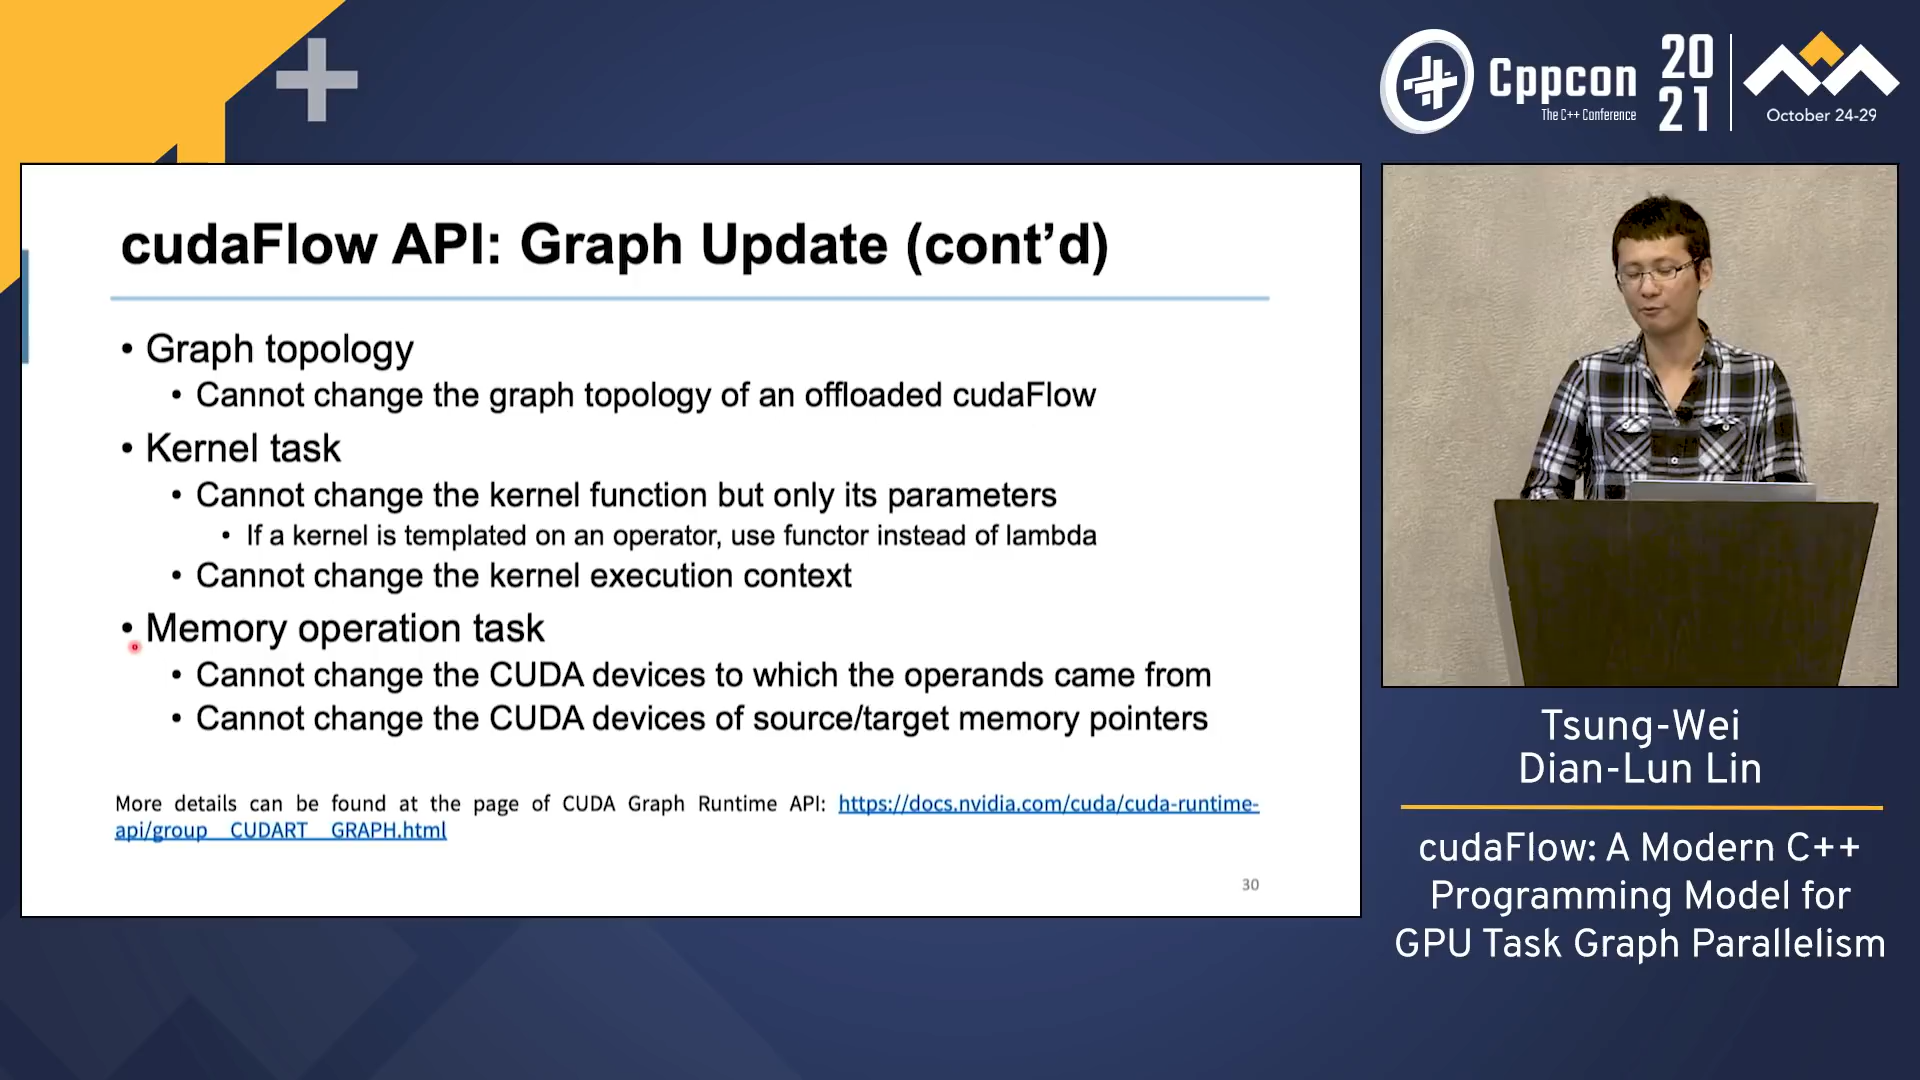 Cppcon
The C++ Conference
20
21
October 24-29
cudaFlow API: Graph Update (cont’d)
• Graph topology
• Cannot change the graph topology of an offloaded cudaFlow
• Kernel task
• Cannot change the kernel function but only its parameters
• If a kernel is templated on an operator, use functor instead of lambda
• Cannot change the kernel execution context
• Memory operation task
• Cannot change the CUDA devices to which the operands came from
• Cannot change the CUDA devices of source/target memory pointers
More details can be found at the page of CUDA Graph Runtime API: https://docs.nvidia.com/cuda/cuda-runtime-
api/group__CUDART__GRAPH.html
30
Tsung-Wei
Dian-Lun Lin
cudaFlow: A Modern C++
Programming Model for
GPU Task Graph Parallelism